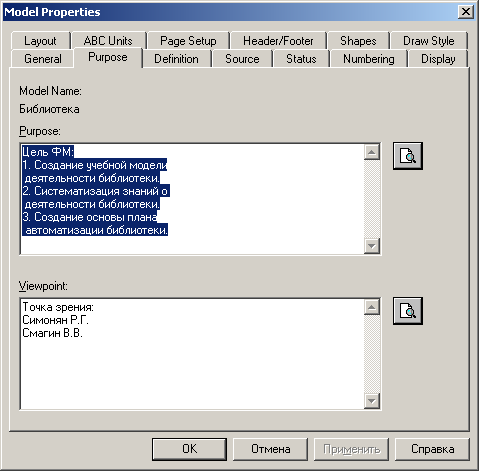 Model Properties
Layout ABC Units Page Setup Header/Footer Shapes Draw Style
General Purpose Definition Source Status Numbering Display
Model Name:
Библиотека
Purpose:
Цель ФМ:
1. Создание учебной модели
деятельности библиотеки.
2. Систематизация знаний о
деятельности библиотеки.
3. Создание основы плана
автоматизации библиотеки.
Viewpoint:
Точка зрения:
Симонян Р.Г.
Смагин В.В.
OK Отмена Применить Справка